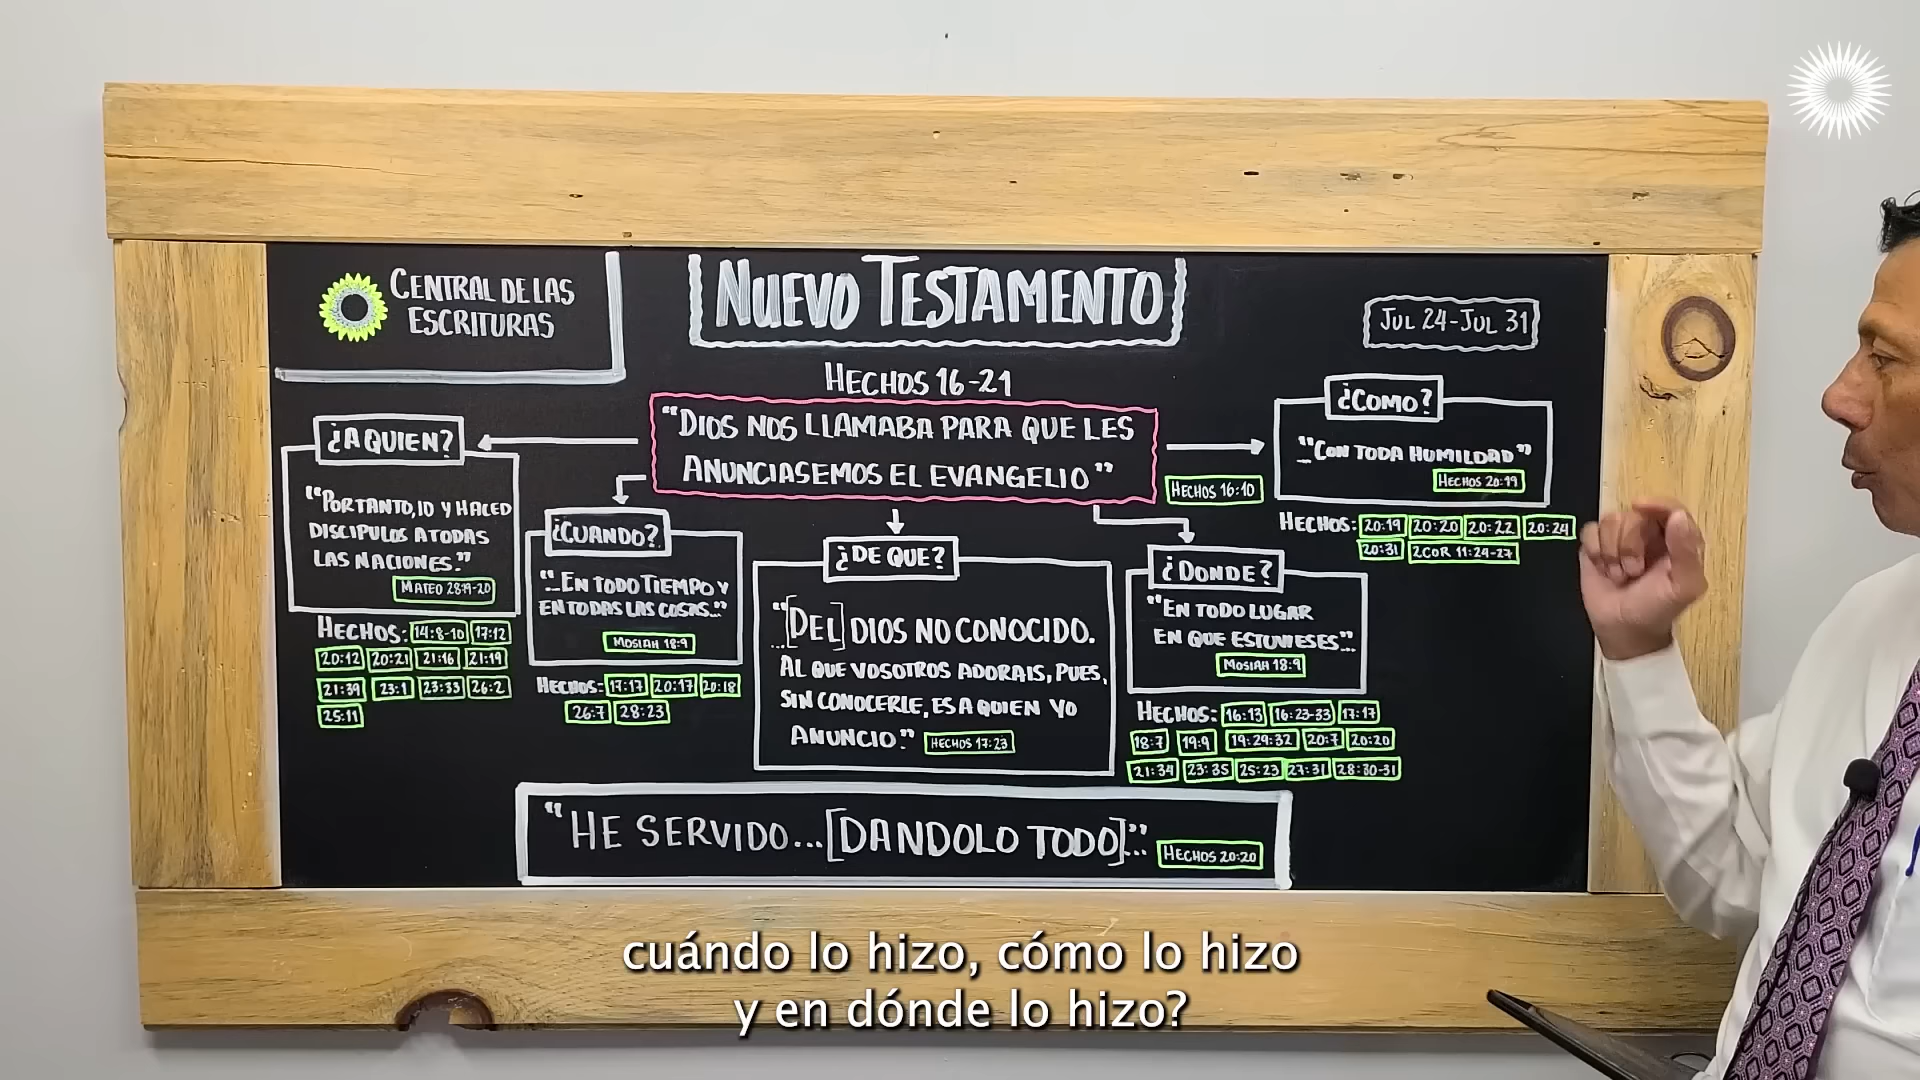 CENTRAL DE LAS
ESCRITURAS
NUEVO TESTAMENTO
JUL 24-JUL 31
HECHOS 16-21
"DIOS NOS LLAMABA PARA QUE LES
ANUNCIASEMOS EL EVANGELIO"
HECHOS 16:10
¿A QUIEN?
"POR TANTO, ID Y HACED
DISCIPULOS A TODAS
LAS NACIONES."
MATEO 28:19-20
HECHOS: 14:8-10 17:12
20:12 20:21 21:16 21:19
21:39 23:1 23:33 26:2
25:11
¿CUANDO?
"...EN TODO TIEMPO Y
EN TODAS LAS COSAS..."
MOSIAH 18:9
HECHOS: 17:17 20:17 20:18
26:7 28:23
¿DE QUE?
"...[DEL] DIOS NO CONOCIDO.
AL QUE VOSOTROS ADORAIS, PUES,
SIN CONOCERLE, ES A QUIEN YO
ANUNCIO." HECHOS 17:23
¿DONDE?
"EN TODO LUGAR
EN QUE ESTUVIESES"...
MOSIAH 18:9
HECHOS: 16:13 16:23-33 17:17
18:7 19:9 19:29:32 20:7 20:20
21:34 23:35 25:23 27:31 28:30-31
¿COMO?
"...CON TODA HUMILDAD"
HECHOS 20:19
HECHOS: 20:19 20:20 20:22 20:24
20:31 2COR 11:24-27
"HE SERVIDO...[DANDOLO TODO]"... HECHOS 20:20
cuándo lo hizo, cómo lo hizo
y en dónde lo hizo?